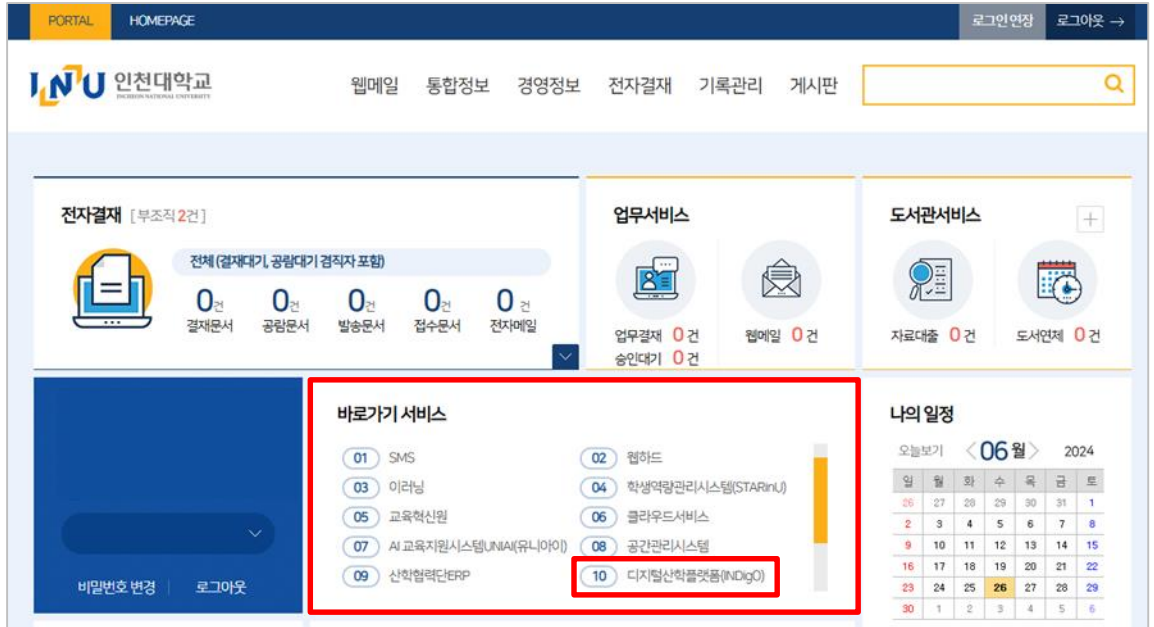 PORTAL HOMEPAGE 로그인 연장 로그아웃 →
INU 인천대학교
INCHEON NATIONAL UNIVERSITY
웹메일 통합정보 경영정보 전자결재 기록관리 게시판
전자결재 [부조직 2건]
전체 (결재대기, 공람대기 겸직자 포함)
0건 0건 0건 0건 0 건
결재문서 공람문서 발송문서 접수문서 전자메일
업무서비스
업무결재 0 건 웹메일 0 건
승인대기 0 건
도서관서비스
자료대출 0 건 도서연체 0 건
비밀번호 변경 로그아웃
바로가기 서비스
01 SMS 02 웹하드
03 이러닝 04 학생역량관리시스템(STARinU)
05 교육혁신원 06 클라우드서비스
07 AI 교육지원시스템UNIAI(유니아이) 08 공간관리시스템
09 산학협력단ERP 10 디지털산학플랫폼(INDigO)
나의 일정
오늘보기 < 06 월 > 2024
일 월 화 수 목 금 토
26 27 28 29 30 31 1
2 3 4 5 6 7 8
9 10 11 12 13 14 15
16 17 18 19 20 21 22
23 24 25 26 27 28 29
30 1 2 3 4 5 6